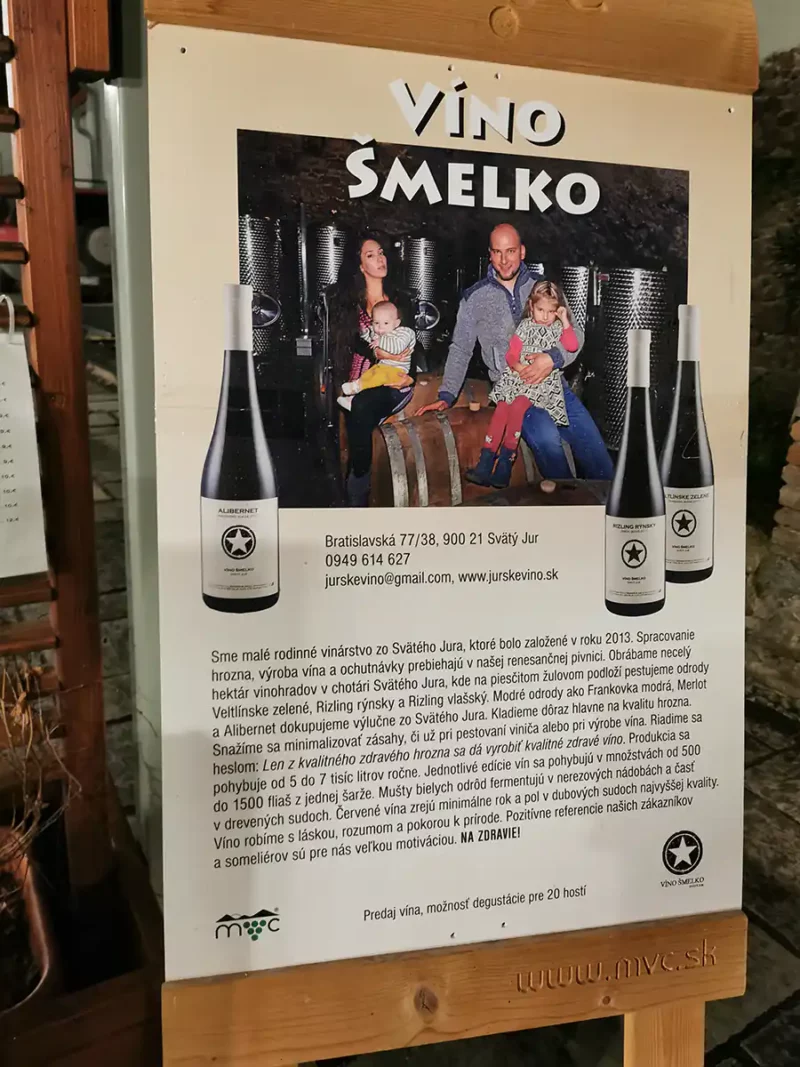 VÍNO
ŠMELKO
ALIBERNET
VÍNO ŠMELKO
RIZLING RÝNSKY
VÍNO ŠMELKO
ZELENÉ
Bratislavská 77/38, 900 21 Svätý Jur
0949 614 627
jurskevino@gmail.com, www.jurskevino.sk
Sme malé rodinné vinárstvo zo Svätého Jura, ktoré bolo založené v roku 2013. Spracovanie
hrozna, výroba vína a ochutnávky prebiehajú v našej renesančnej pivnici. Obrábame necelý
hektár vinohradov v chotári Svätého Jura, kde na piesčitom žulovom podloží pestujeme odrody
Veltlínske zelené, Rizling rýnsky a Rizling vlašský. Modré odrody ako Frankovka modrá, Merlot
a Alibernet dokupujeme výlučne zo Svätého Jura. Kladieme dôraz hlavne na kvalitu hrozna.
Snažíme sa minimalizovať zásahy, či už pri pestovaní viniča alebo pri výrobe vína. Riadime sa
heslom: Len z kvalitného zdravého hrozna sa dá vyrobiť kvalitné zdravé víno. Produkcia sa
pohybuje od 5 do 7 tisíc litrov ročne. Jednotlivé edície vín sa pohybujú v množstvách od 500
do 1500 fliaš z jednej šarže. Mušty bielych odrôd fermentujú v nerezových nádobách a časť
v drevených sudoch. Červené vína zrejú minimálne rok a pol v dubových sudoch najvyššej kvality.
Víno robíme s láskou, rozumom a pokorou k prírode. Pozitívne referencie našich zákazníkov
a someliérov sú pre nás veľkou motiváciou. NA ZDRAVIE!
VÍNO ŠMELKO
mvc
Predaj vína, možnosť degustácie pre 20 hostí
www.mvc.sk